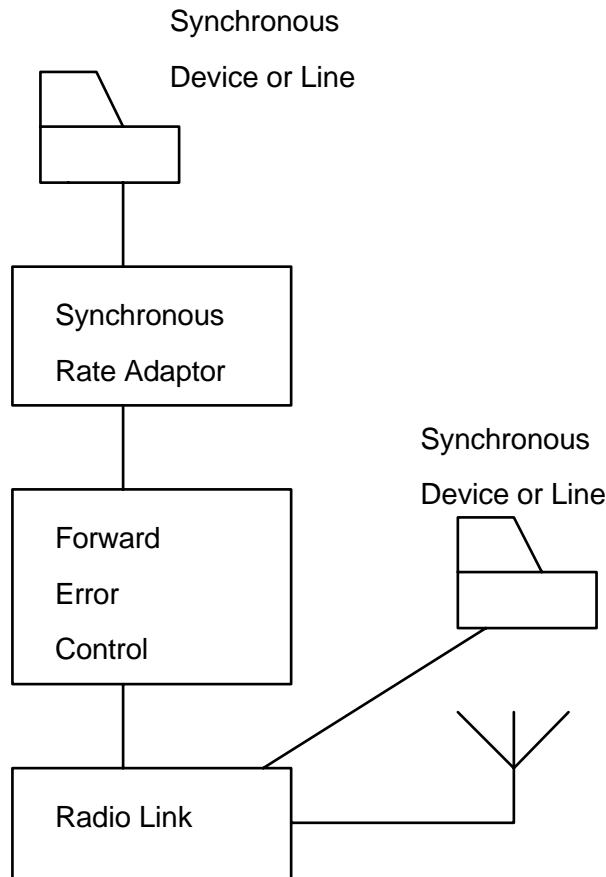 Synchronous
Device or Line
Synchronous
Rate Adaptor
Synchronous
Device or Line
Forward
Error
Control
Radio Link